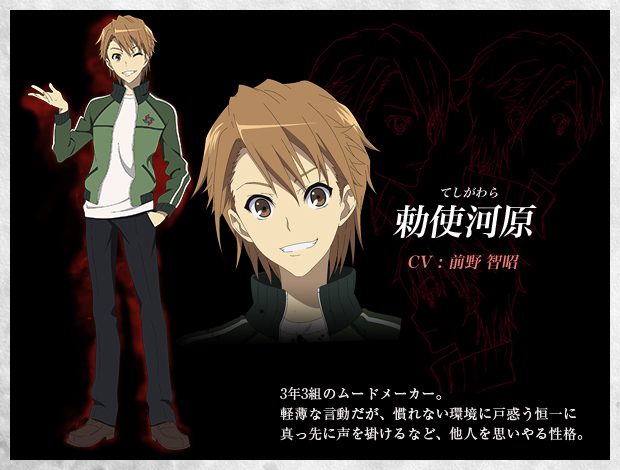 てしがわら
勅使河原
CV：前野 智昭
3年3組のムードメーカー。
軽薄な言動だが、慣れない環境に戸惑う恒一に
真っ先に声を掛けるなど、他人を思いやる性格。